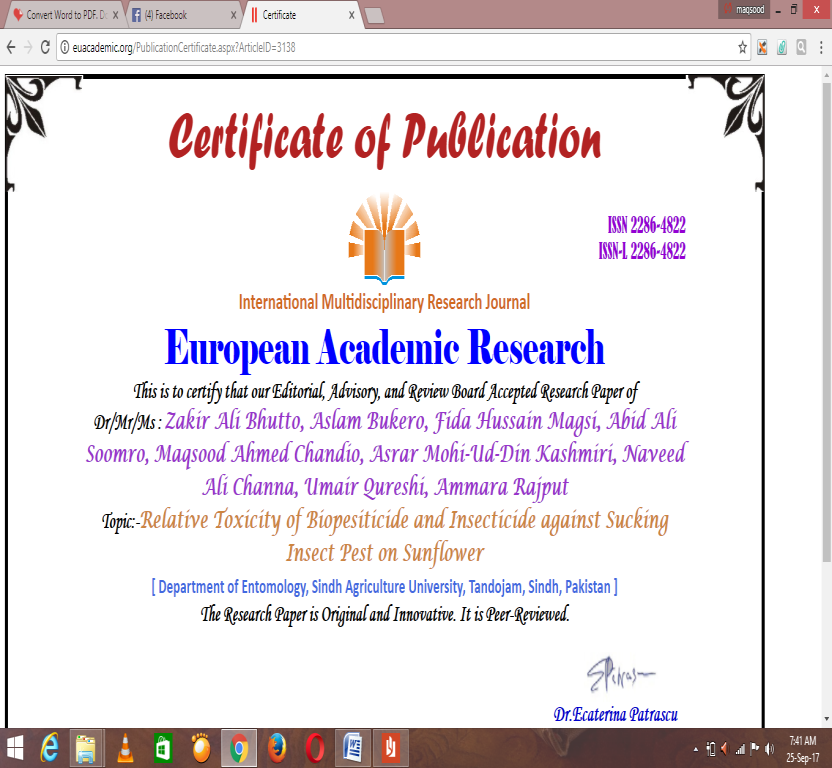 Convert Word to PDF. Do
(4) Facebook
Certificate
maqsood
euacademic.org/PublicationCertificate.aspx?ArticleID=3138
Certificate of Publication
ISSN 2286-4822
ISSN-L 2286-4822
International Multidisciplinary Research Journal
European Academic Research
This is to certify that our Editorial, Advisory, and Review Board Accepted Research Paper of
Dr/Mr/Ms : Zakir Ali Bhutto, Aslam Bukero, Fida Hussain Magsi, Abid Ali
Soomro, Maqsood Ahmed Chandio, Asrar Mohi-Ud-Din Kashmiri, Naveed
Ali Channa, Umair Qureshi, Ammara Rajput
Topic:-Relative Toxicity of Biopesiticide and Insecticide against Sucking
Insect Pest on Sunflower
[ Department of Entomology, Sindh Agriculture University, Tandojam, Sindh, Pakistan ]
The Research Paper is Original and Innovative. It is Peer-Reviewed.
Dr.Ecaterina Patrascu
7:41 AM
25-Sep-17